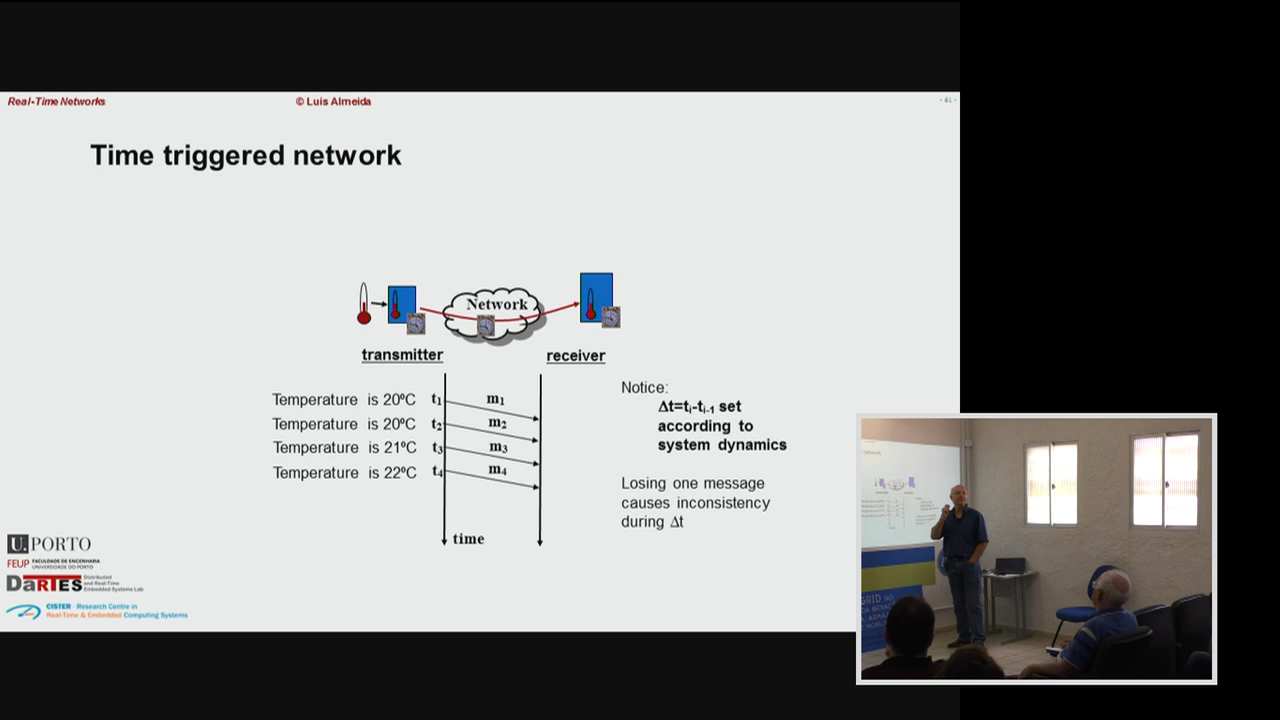 Real-Time Networks
© Luis Almeida
Time triggered network
Network
transmitter
receiver
Temperature is 20ºC t1 m1
Temperature is 20ºC t2 m2
Temperature is 21ºC t3 m3
Temperature is 22ºC t4 m4
time
Notice:
Δt=ti-ti-1 set
according to
system dynamics
Losing one message
causes inconsistency
during Δt
U. PORTO
FEUP FACULDADE DE ENGENHARIA
UNIVERSIDADE DO PORTO
DaRTES Distributed
and Real-Time
Embedded Systems Lab
CISTER - Research Centre in
Real-Time & Embedded Computing Systems